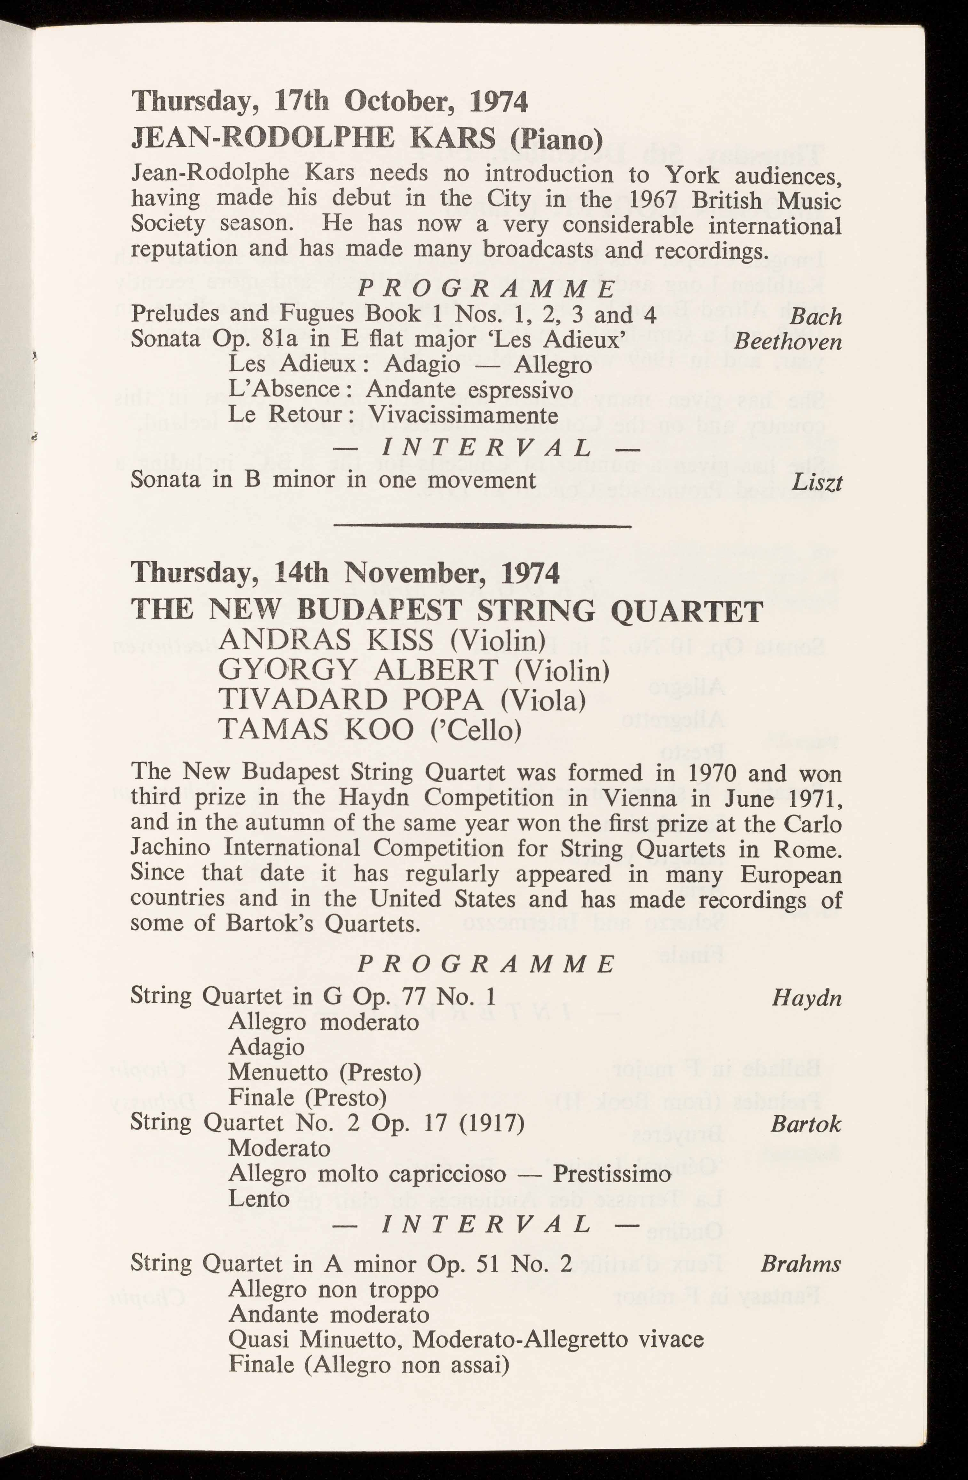 Thursday, 17th October, 1974
JEAN-RODOLPHE KARS (Piano)
Jean-Rodolphe Kars needs no introduction to York audiences,
having made his debut in the City in the 1967 British Music
Society season. He has now a very considerable international
reputation and has made many broadcasts and recordings.
PROGRAMME
Preludes and Fugues Book 1 Nos. 1, 2, 3 and 4 Bach
Sonata Op. 81a in E flat major ‘Les Adieux’ Beethoven
Les Adieux : Adagio — Allegro
L’Absence : Andante espressivo
Le Retour : Vivacissimamente
— INTERVAL —
Sonata in B minor in one movement Liszt
Thursday, 14th November, 1974
THE NEW BUDAPEST STRING QUARTET
ANDRAS KISS (Violin)
GYORGY ALBERT (Violin)
TIVADARD POPA (Viola)
TAMAS KOO (’Cello)
The New Budapest String Quartet was formed in 1970 and won
third prize in the Haydn Competition in Vienna in June 1971,
and in the autumn of the same year won the first prize at the Carlo
Jachino International Competition for String Quartets in Rome.
Since that date it has regularly appeared in many European
countries and in the United States and has made recordings of
some of Bartok’s Quartets.
PROGRAMME
String Quartet in G Op. 77 No. 1 Haydn
Allegro moderato
Adagio
Menuetto (Presto)
Finale (Presto)
String Quartet No. 2 Op. 17 (1917) Bartok
Moderato
Allegro molto capriccioso — Prestissimo
Lento
— INTERVAL —
String Quartet in A minor Op. 51 No. 2 Brahms
Allegro non troppo
Andante moderato
Quasi Minuetto, Moderato-Allegretto vivace
Finale (Allegro non assai)